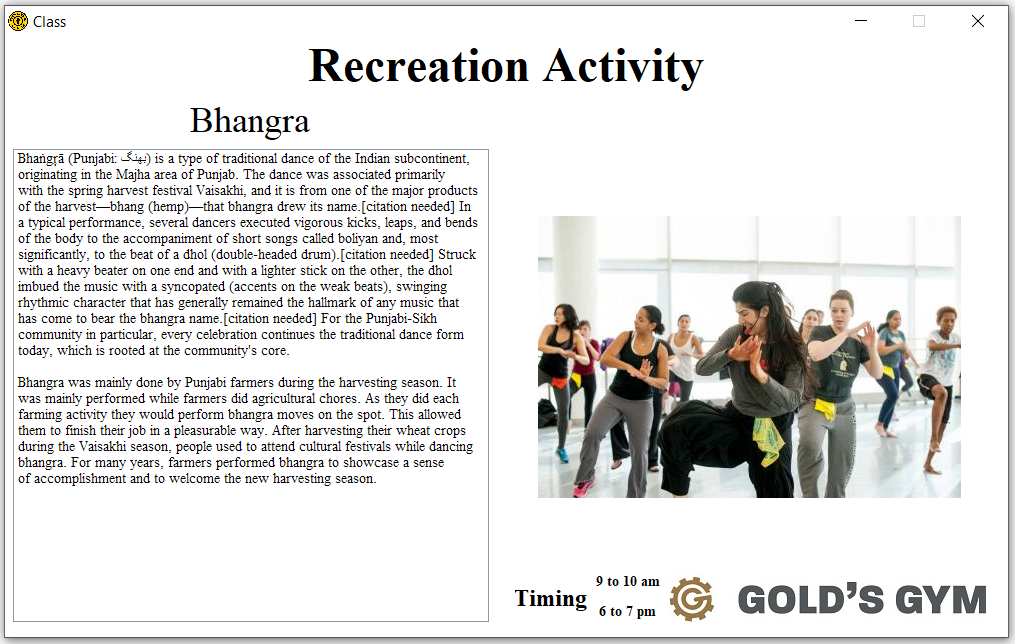 Class
Recreation Activity
Bhangra
Bhaṅgṛā (Punjabi: بھنگ) is a type of traditional dance of the Indian subcontinent,
originating in the Majha area of Punjab. The dance was associated primarily
with the spring harvest festival Vaisakhi, and it is from one of the major products
of the harvest—bhang (hemp)—that bhangra drew its name.[citation needed] In
a typical performance, several dancers executed vigorous kicks, leaps, and bends
of the body to the accompaniment of short songs called boliyan and, most
significantly, to the beat of a dhol (double-headed drum).[citation needed] Struck
with a heavy beater on one end and with a lighter stick on the other, the dhol
imbued the music with a syncopated (accents on the weak beats), swinging
rhythmic character that has generally remained the hallmark of any music that
has come to bear the bhangra name.[citation needed] For the Punjabi-Sikh
community in particular, every celebration continues the traditional dance form
today, which is rooted at the community's core.
Bhangra was mainly done by Punjabi farmers during the harvesting season. It
was mainly performed while farmers did agricultural chores. As they did each
farming activity they would perform bhangra moves on the spot. This allowed
them to finish their job in a pleasurable way. After harvesting their wheat crops
during the Vaisakhi season, people used to attend cultural festivals while dancing
bhangra. For many years, farmers performed bhangra to showcase a sense
of accomplishment and to welcome the new harvesting season.
Timing
9 to 10 am
6 to 7 pm
GOLD'S GYM